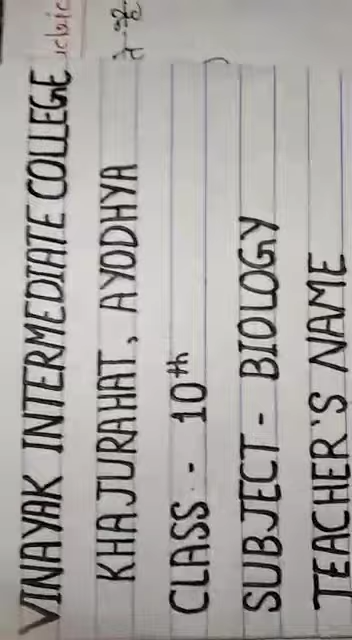 VINAYAK INTERMEDIATE COLLEGE
KHAJURAHAT, AYODHYA
CLASS - 10th
SUBJECT - BIOLOGY
TEACHER'S NAME